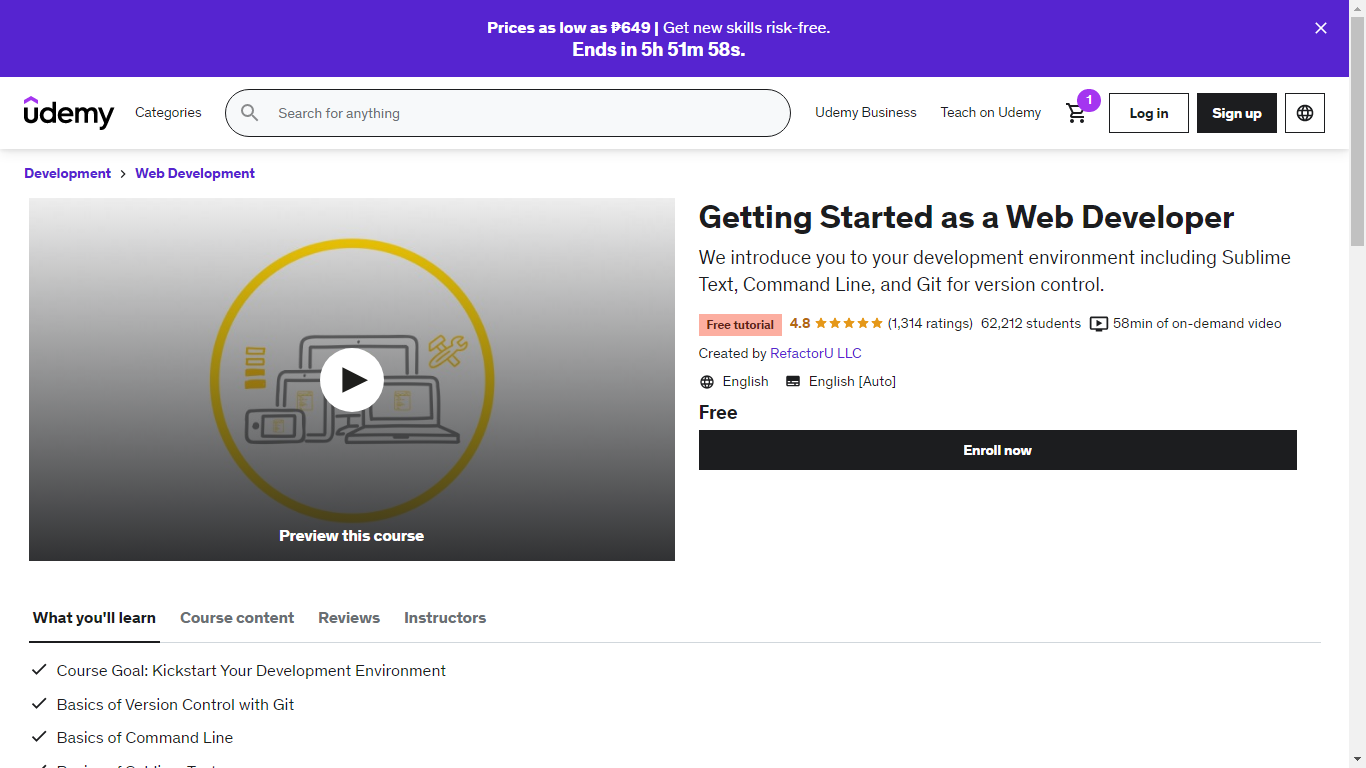 Prices as low as ₱649 | Get new skills risk-free.
Ends in 5h 51m 58s.
udemy
Categories
Search for anything
Udemy Business
Teach on Udemy
1
Log in
Sign up
Development
Web Development
Getting Started as a Web Developer
We introduce you to your development environment including Sublime
Text, Command Line, and Git for version control.
Free tutorial 4.8 (1,314 ratings) 62,212 students 58min of on-demand video
Created by RefactorU LLC
English English [Auto]
Free
Enroll now
Preview this course
What you'll learn
Course content
Reviews
Instructors
Course Goal: Kickstart Your Development Environment
Basics of Version Control with Git
Basics of Command Line